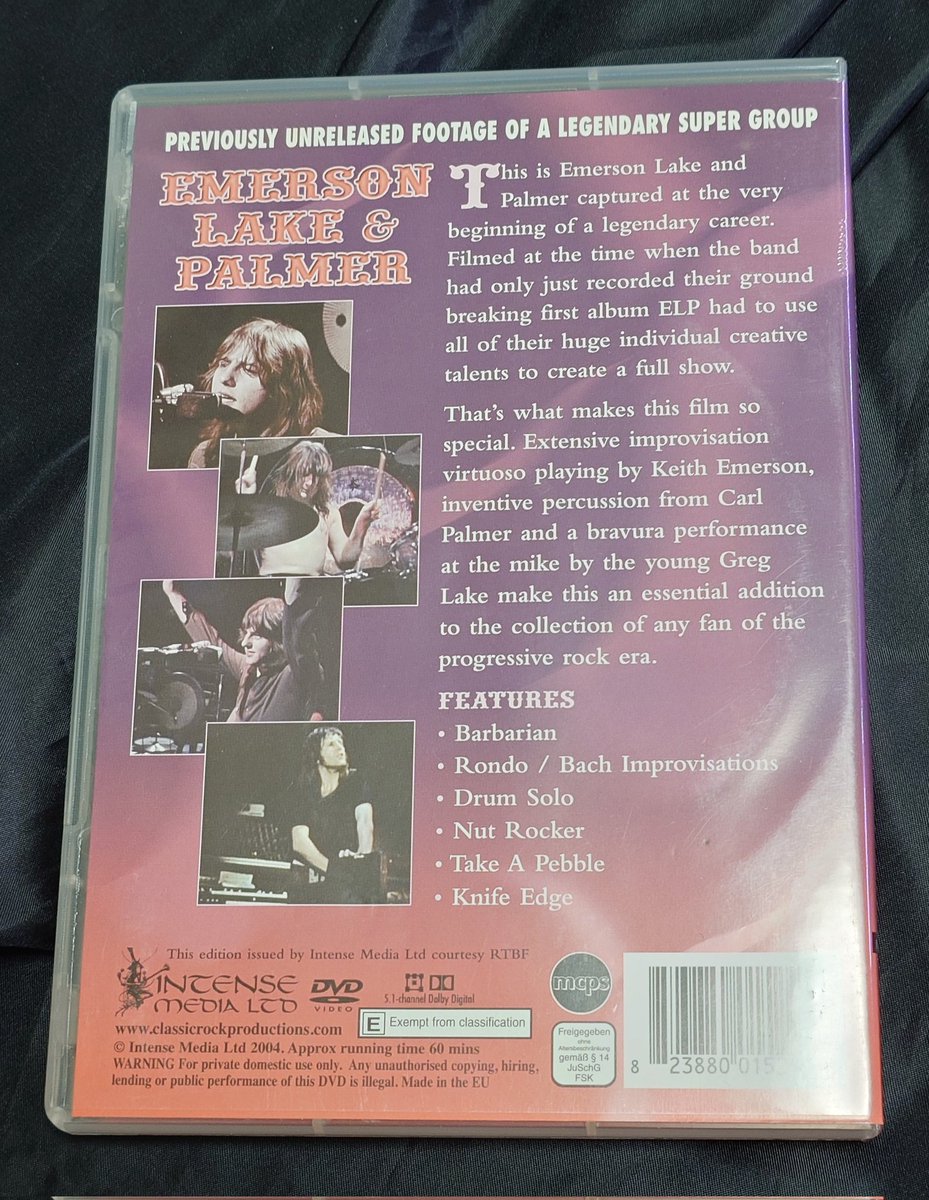 PREVIOUSLY UNRELEASED FOOTAGE OF A LEGENDARY SUPER GROUP
EMERSON
LAKE &
PALMER
This is Emerson Lake and
Palmer captured at the very
beginning of a legendary career.
Filmed at the time when the band
had only just recorded their ground
breaking first album ELP had to use
all of their huge individual creative
talents to create a full show.
That's what makes this film so
special. Extensive improvisation
virtuoso playing by Keith Emerson,
inventive percussion from Carl
Palmer and a bravura performance
at the mike by the young Greg
Lake make this an essential addition
to the collection of any fan of the
progressive rock era.
FEATURES
• Barbarian
• Rondo / Bach Improvisations
• Drum Solo
• Nut Rocker
• Take A Pebble
• Knife Edge
This edition issued by Intense Media Ltd courtesy RTBF
INTENSE
MEDIA LTD
DVD
VIDEO
5.1-channel Dolby Digital
www.classicrockproductions.com
E Exempt from classification
© Intense Media Ltd 2004. Approx running time 60 mins
WARNING For private domestic use only. Any unauthorised copying, hiring,
lending or public performance of this DVD is illegal. Made in the EU
mcps
Freigegeben
ohne
Altersbeschränkung
gemäß § 14
JuSchG
FSK
8 23880 015